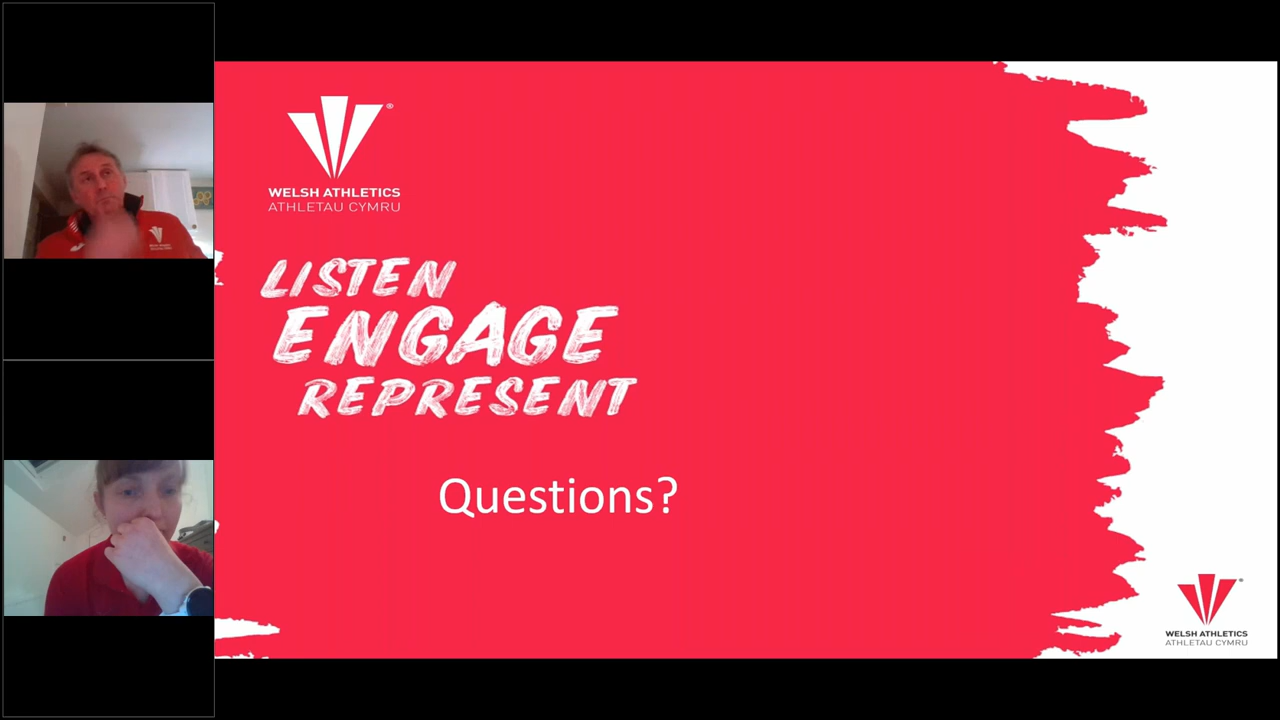 WELSH ATHLETICS
ATHLETAU CYMRU
LISTEN
ENGAGE
REPRESENT
Questions?
WELSH ATHLETICS
ATHLETAU CYMRU